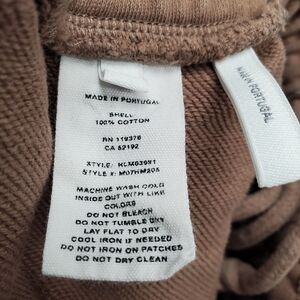 MADE IN PORTUGAL
SHELL:
100% COTTON
RN 119376
CA 52192
STYLE:
STYLE #:
MACHINE WASH COLD
INSIDE OUT WITH LIKE
COLORS
DO NOT BLEACH
DO NOT TUMBLE DRY
LAY FLAT TO DRY
COOL IRON IF NEEDED
DO NOT IRON ON PATCHES
DO NOT DRY CLEAN
MADE IN PORTUGAL